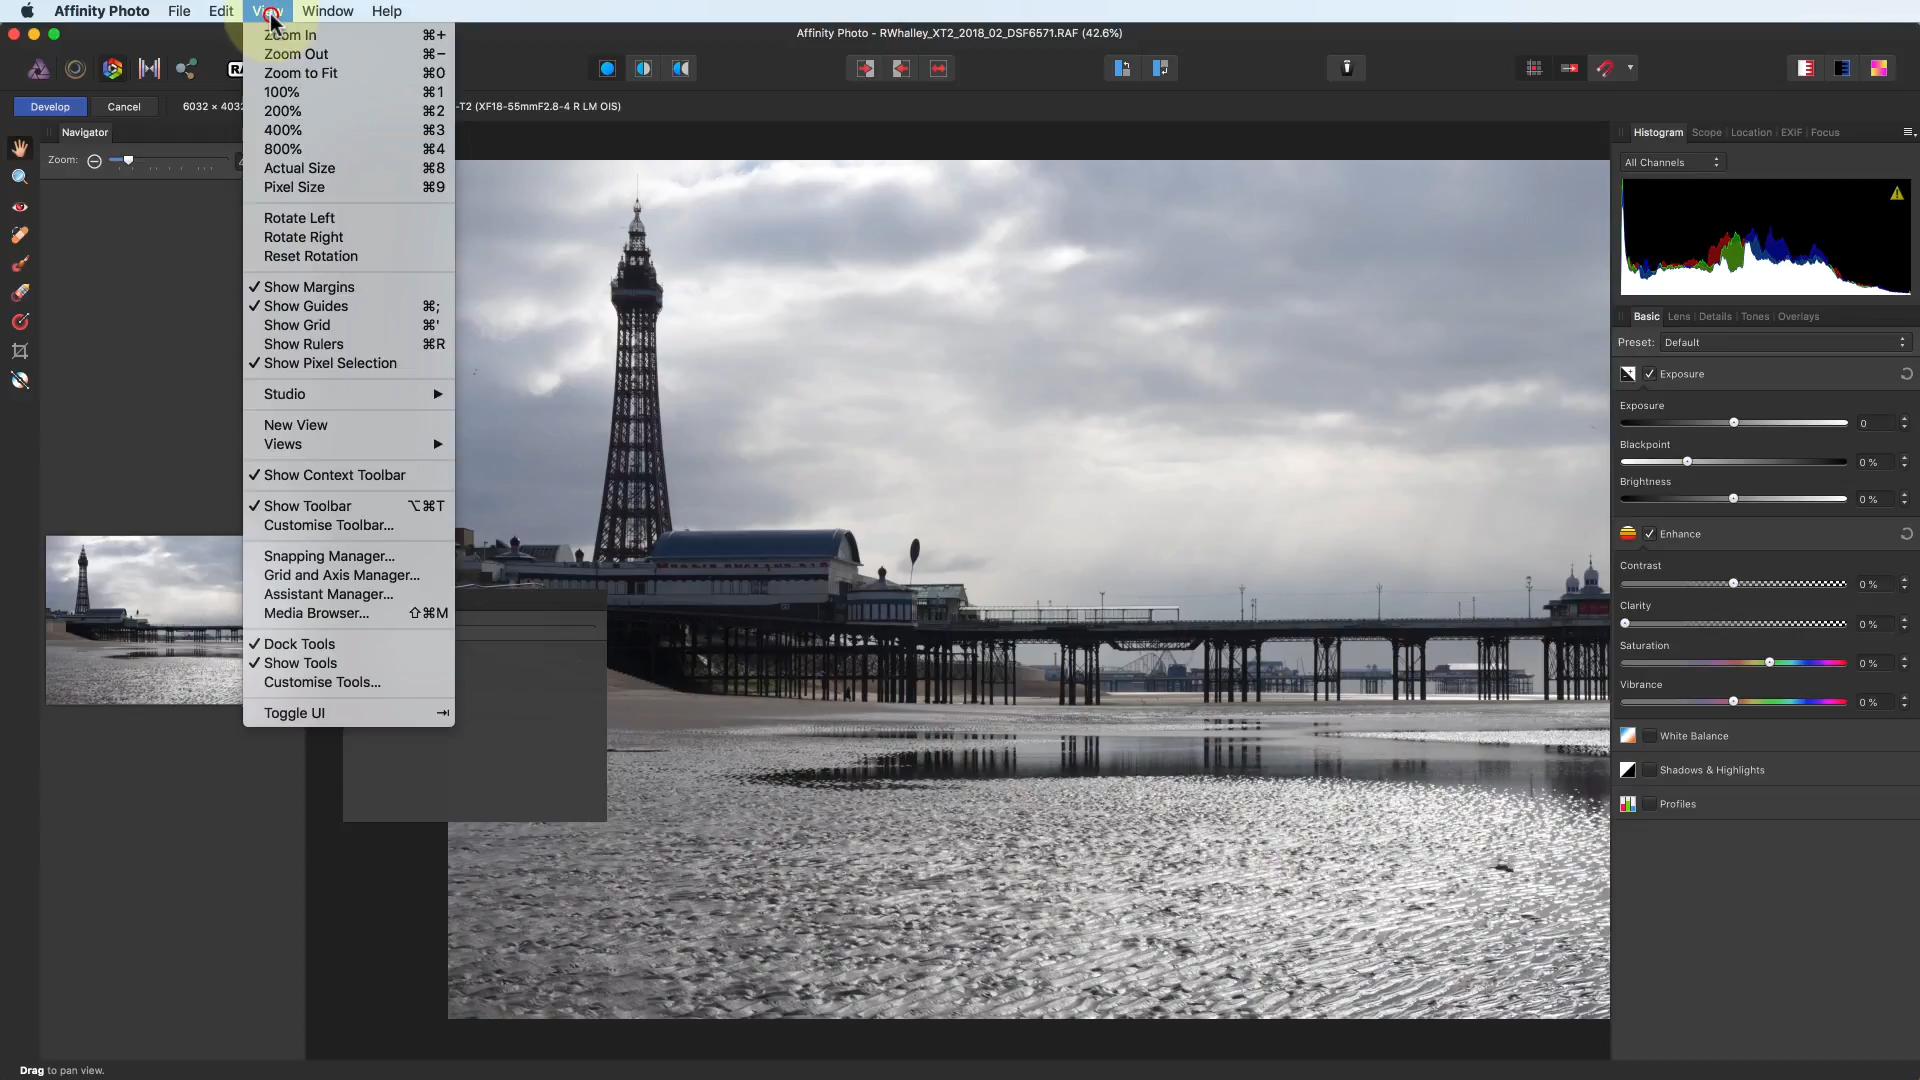 Affinity Photo File Edit View Window Help
Affinity Photo - RWhalley_XT2_2018_02_DSF6571.RAF (42.6%)
Develop Cancel 6032 × 4032 -T2 (XF18-55mmF2.8-4 R LM OIS)
Navigator
Zoom:
Zoom In ⌘+
Zoom Out ⌘−
Zoom to Fit ⌘0
100% ⌘1
200% ⌘2
400% ⌘3
800% ⌘4
Actual Size ⌘8
Pixel Size ⌘9
Rotate Left
Rotate Right
Reset Rotation
✓ Show Margins
✓ Show Guides ⌘;
Show Grid ⌘'
Show Rulers ⌘R
✓ Show Pixel Selection
Studio ▶
New View
Views ▶
✓ Show Context Toolbar
✓ Show Toolbar ⌥⌘T
Customise Toolbar...
Snapping Manager...
Grid and Axis Manager...
Assistant Manager...
Media Browser... ⇧⌘M
✓ Dock Tools
✓ Show Tools
Customise Tools...
Toggle UI ⇥
Histogram Scope Location EXIF Focus
All Channels
Basic Lens Details Tones Overlays
Preset: Default
Exposure
Exposure
0
Blackpoint
0 %
Brightness
0 %
Enhance
Contrast
0 %
Clarity
0 %
Saturation
0 %
Vibrance
0 %
White Balance
Shadows & Highlights
Profiles
Drag to pan view.